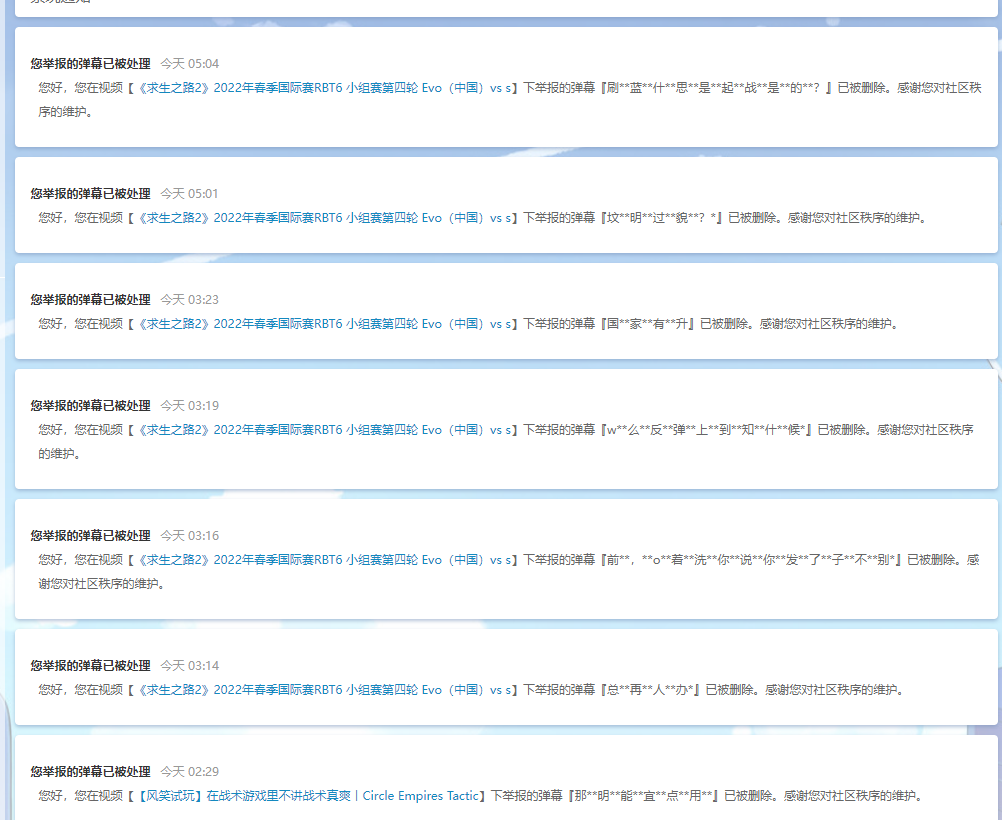 系统通知
您举报的弹幕已被处理 今天 05:04
您好，您在视频【《求生之路2》2022年春季国际赛RBT6 小组赛第四轮 Evo（中国）vs s】下举报的弹幕『刷**蓝**什**思**是**起**战**是**的**？』已被删除。感谢您对社区秩
序的维护。
您举报的弹幕已被处理 今天 05:01
您好，您在视频【《求生之路2》2022年春季国际赛RBT6 小组赛第四轮 Evo（中国）vs s】下举报的弹幕『坟**明**过**貌**？*』已被删除。感谢您对社区秩序的维护。
您举报的弹幕已被处理 今天 03:23
您好，您在视频【《求生之路2》2022年春季国际赛RBT6 小组赛第四轮 Evo（中国）vs s】下举报的弹幕『国**家**有**升』已被删除。感谢您对社区秩序的维护。
您举报的弹幕已被处理 今天 03:19
您好，您在视频【《求生之路2》2022年春季国际赛RBT6 小组赛第四轮 Evo（中国）vs s】下举报的弹幕『w**么**反**弹**上**到**知**什**候*』已被删除。感谢您对社区秩序
的维护。
您举报的弹幕已被处理 今天 03:16
您好，您在视频【《求生之路2》2022年春季国际赛RBT6 小组赛第四轮 Evo（中国）vs s】下举报的弹幕『前**，**o**着**洗**你**说**你**发**了**子**不**别*』已被删除。感
谢您对社区秩序的维护。
您举报的弹幕已被处理 今天 03:14
您好，您在视频【《求生之路2》2022年春季国际赛RBT6 小组赛第四轮 Evo（中国）vs s】下举报的弹幕『总**再**人**办*』已被删除。感谢您对社区秩序的维护。
您举报的弹幕已被处理 今天 02:29
您好，您在视频【【风笑试玩】在战术游戏里不讲战术真爽丨Circle Empires Tactic】下举报的弹幕『那**明**能**宜**点**用**』已被删除。感谢您对社区秩序的维护。